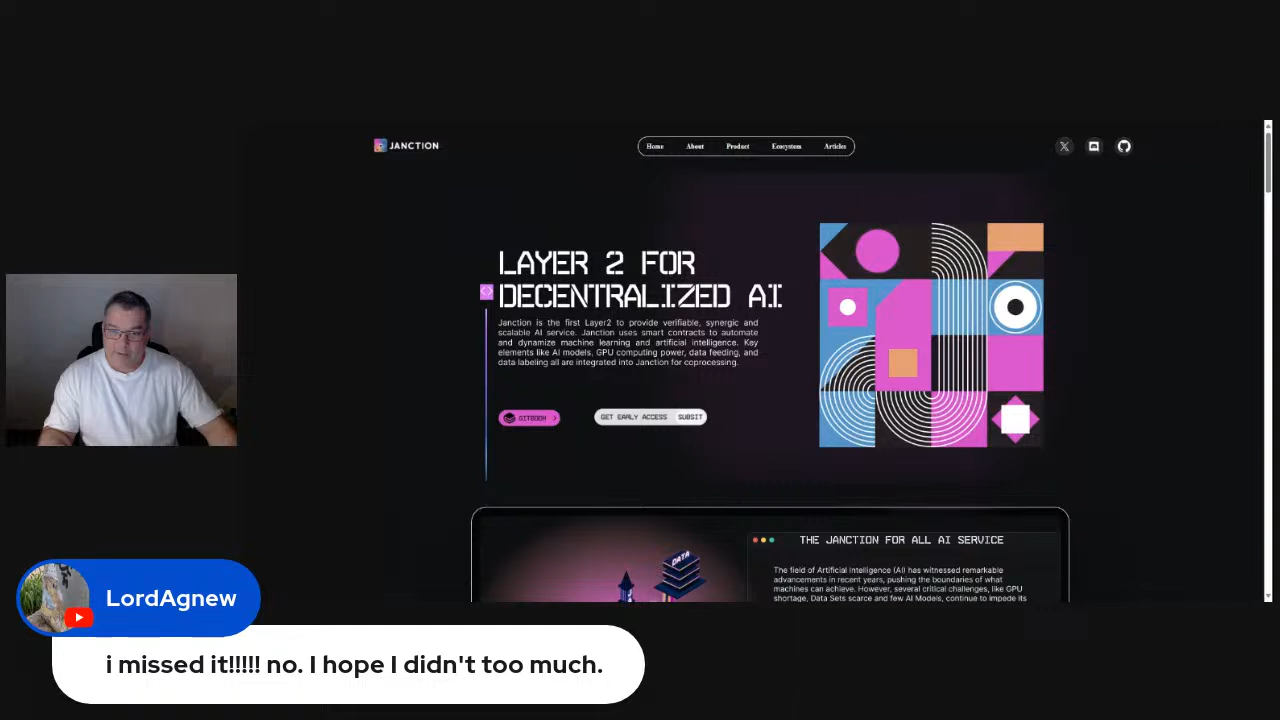 JANCTION
Home About Product Ecosystem Articles
LAYER 2 FOR
DECENTRALIZED AI
Janction is the first Layer2 to provide verifiable, synergic and
scalable AI service. Janction uses smart contracts to automate
and dynamize machine learning and artificial intelligence. Key
elements like AI models, GPU computing power, data feeding, and
data labeling all are integrated into Janction for coprocessing.
GITBOOK
GET EARLY ACCESS SUBSIT
DATA
THE JANCTION FOR ALL AI SERVICE
The field of Artificial Intelligence (AI) has witnessed remarkable
advancements in recent years, pushing the boundaries of what
machines can achieve. However, several critical challenges, like GPU
shortage, Data Sets scarce and few AI Models, continue to impede its
LordAgnew
i missed it!!!!! no. I hope I didn't too much.